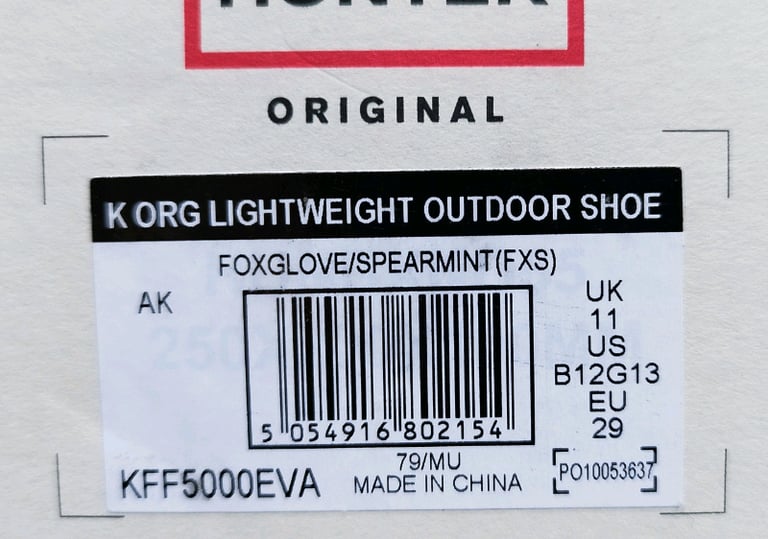 HUNTER
ORIGINAL
K ORG LIGHTWEIGHT OUTDOOR SHOE
FOXGLOVE/SPEARMINT(FXS)
AK
UK
11
US
B12G13
EU
29
5 054916 802154
79/MU
KFF5000EVA
MADE IN CHINA
PO10053637